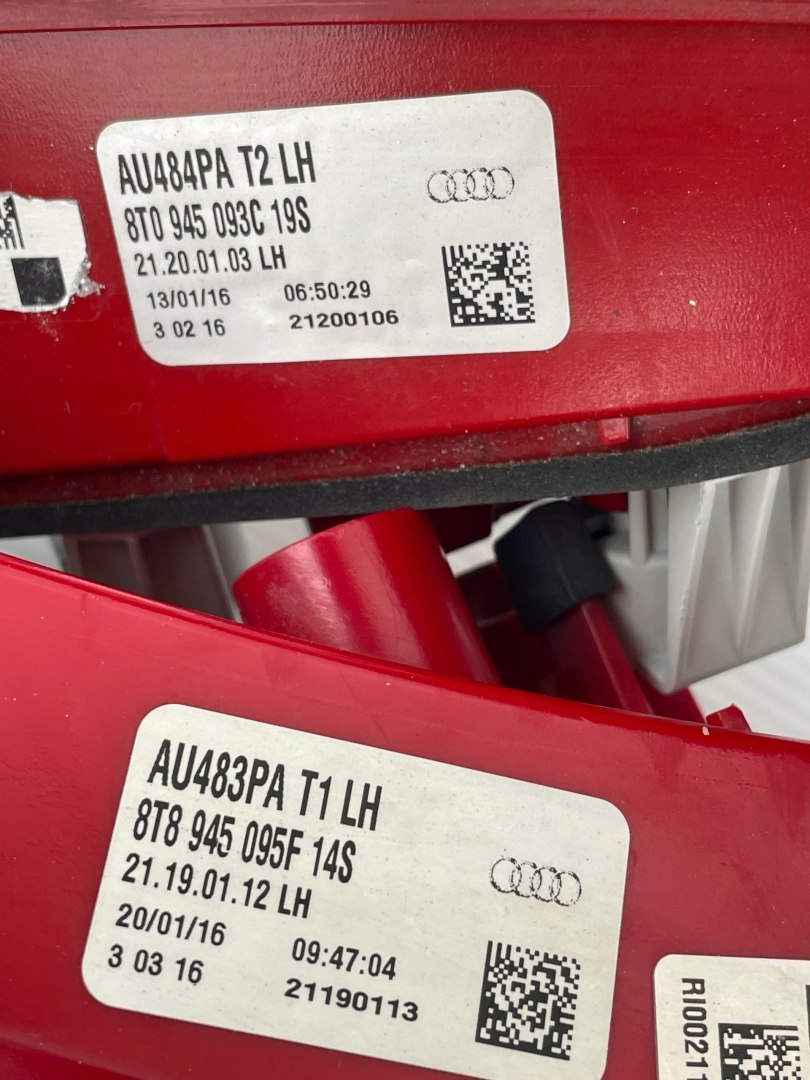 AU484PA T2 LH
8T0 945 093C 19S
21.20.01.03 LH
13/01/16 06:50:29
3 02 16 21200106
AU483PA T1 LH
8T8 945 095F 14S
21.19.01.12 LH
20/01/16 09:47:04
3 03 16 21190113